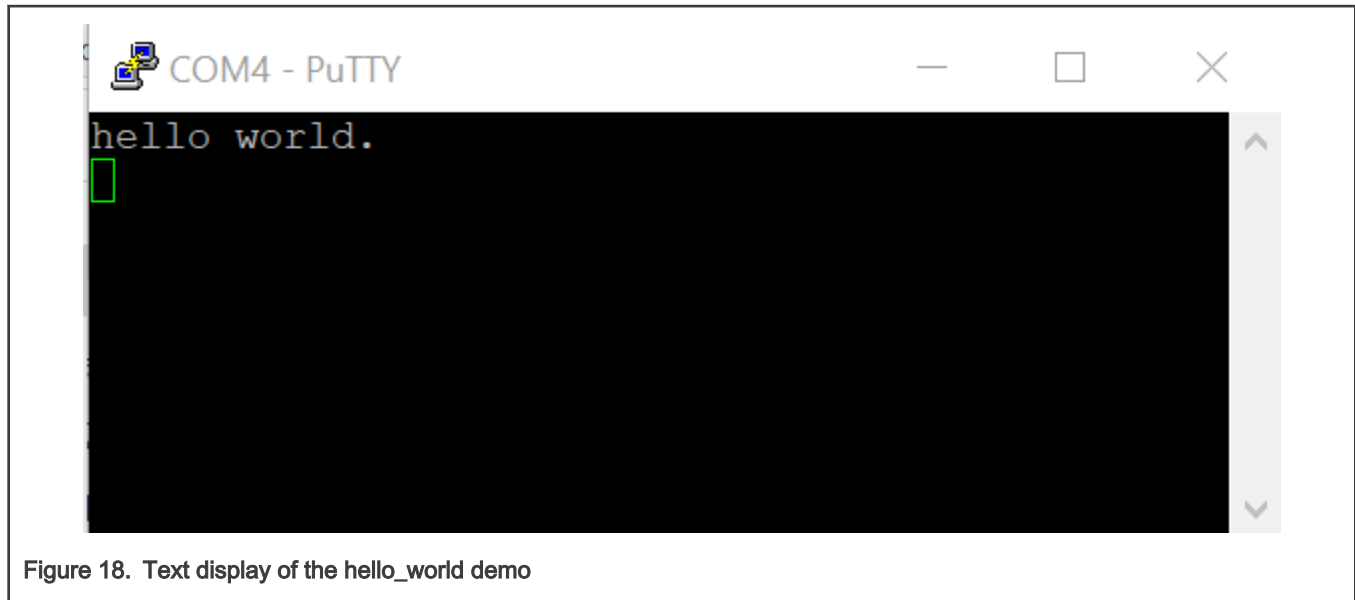 COM4 - PuTTY
hello world.
Figure 18. Text display of the hello_world demo